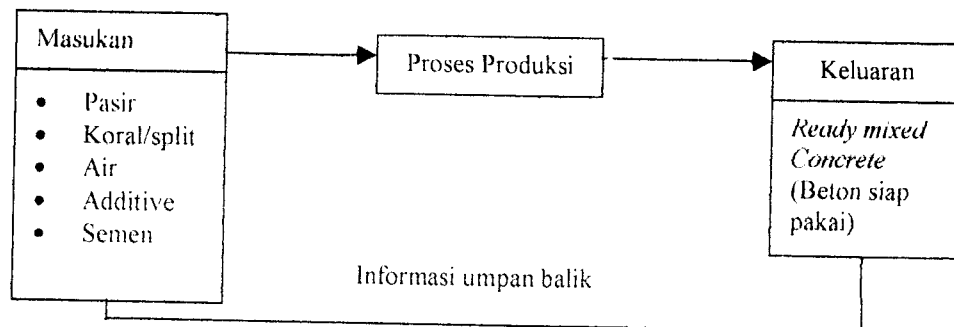 Masukan
• Pasir
• Koral/split
• Air
• Additive
• Semen
Proses Produksi
Keluaran
Ready mixed
Concrete
(Beton siap
pakai)
Informasi umpan balik